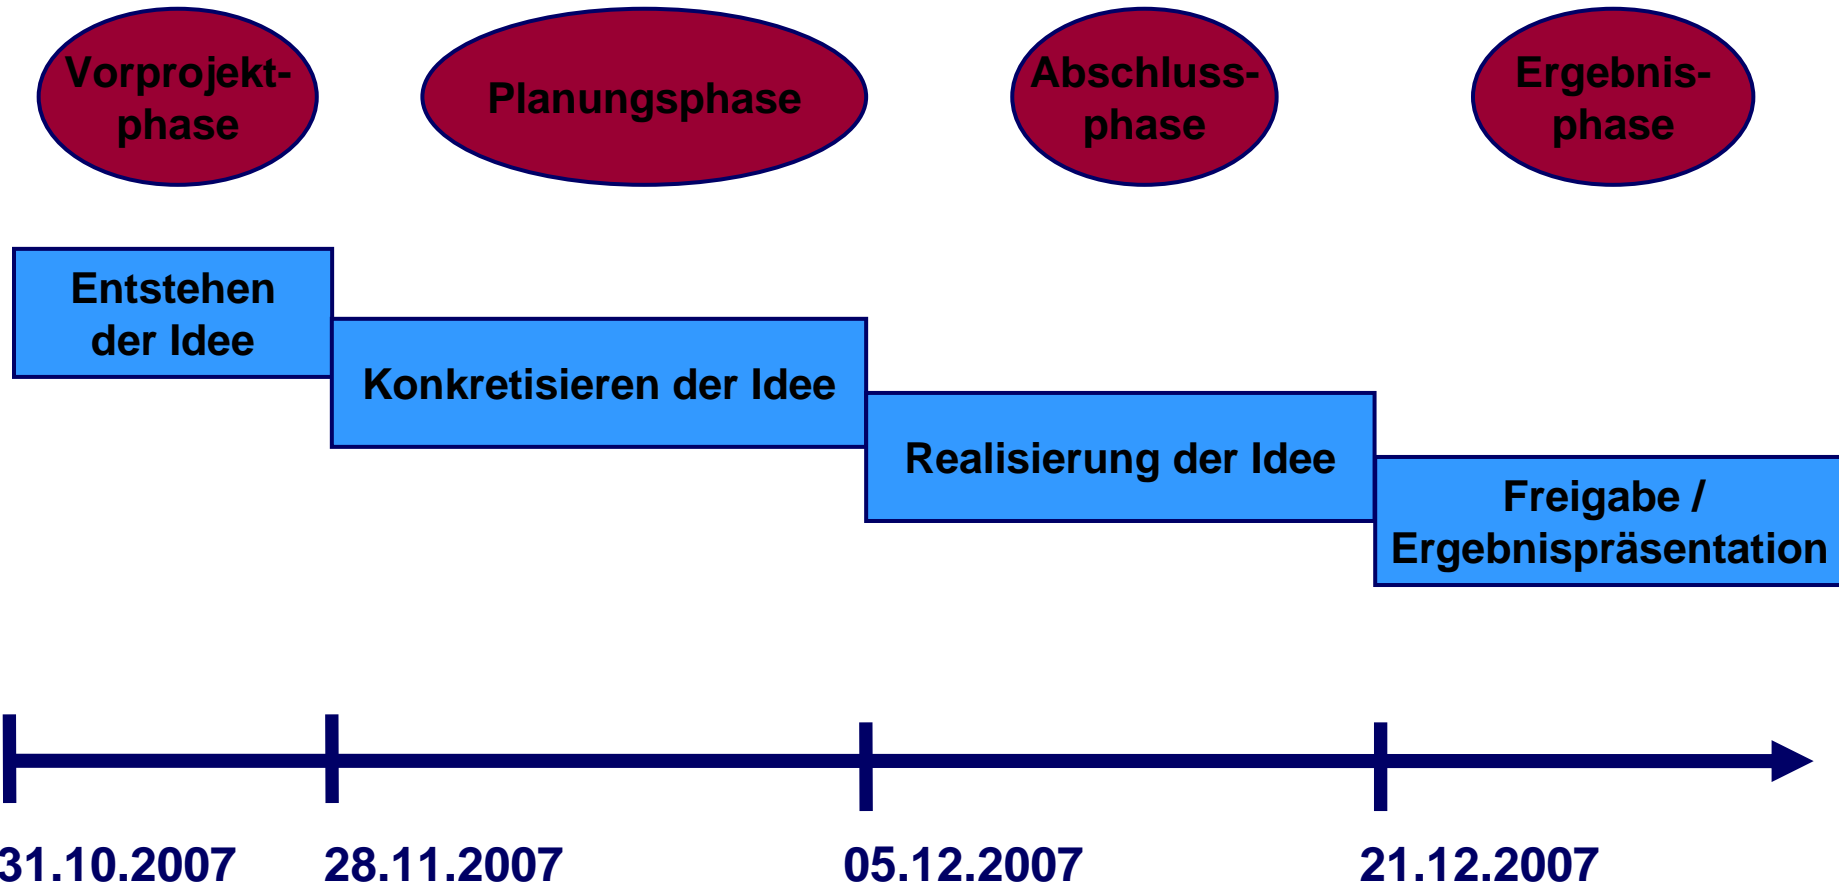 Vorprojekt-
phase
Planungsphase
Abschluss-
phase
Ergebnis-
phase
Entstehen
der Idee
Konkretisieren der Idee
Realisierung der Idee
Freigabe /
Ergebnispräsentation
31.10.2007
28.11.2007
05.12.2007
21.12.2007